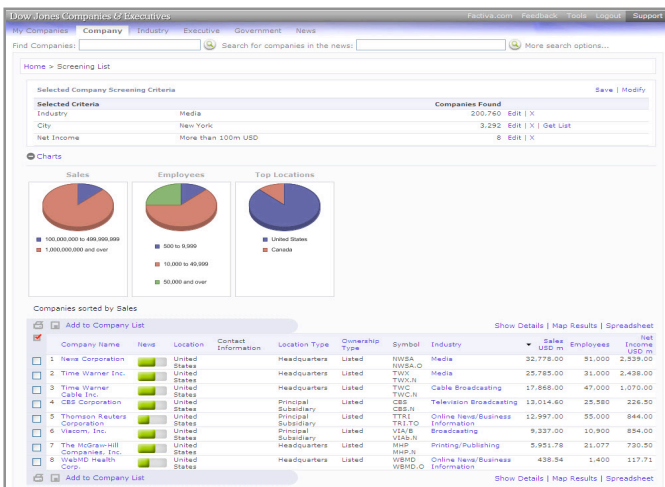 Dow Jones Companies & Executives Factiva.com Feedback Tools Logout Support
My Companies Company Industry Executive Government News
Find Companies: Search for companies in the news: More search options...
Home > Screening List
Selected Company Screening Criteria Save | Modify
Selected Criteria Companies Found
Industry Media 200.760 Edit | X
City New York 3.292 Edit | X | Get List
Net Income More than 100m USD 8 Edit | X
Charts
Sales Employees Top Locations
100,000,000 to 499,999,999
1,000,000,000 and over
500 to 9,999
10,000 to 49,999
50,000 and over
United States
Canada
Companies sorted by Sales
Add to Company List Show Details | Map Results | Spreadsheet
Company Name News Location Contact Information Location Type Ownership Type Symbol Industry Sales USD m Employees Net Income USD m
1 News Corporation United States Headquarters Listed NWSA NWSA.O Media 32,778.00 51,000 2,539.00
2 Time Warner Inc. United States Headquarters Listed TWX TWX.N Media 25,785.00 31,000 2,438.00
3 Time Warner Cable Inc. United States Headquarters Listed TWC TWC.N Cable Broadcasting 17,868.00 47,000 1,070.00
4 CBS Corporation United States Principal Subsidiary Listed CBS CBS.N Television Broadcasting 13,014.60 25,580 226.50
5 Thomson Reuters Corporation United States Principal Subsidiary Listed TTRI TRI.TO Online News/Business Information 12,997.00 55,000 844.00
6 Viacom, Inc. United States Principal Subsidiary Listed VIA/B VIAb.N Broadcasting 9,337.00 10,900 854.00
7 The McGraw-Hill Companies, Inc. United States Headquarters Listed MHP MHP.N Printing/Publishing 5,951.78 21,077 730.50
8 WebMD Health Corp. United States Headquarters Listed WBMD WBMD.O Online News/Business Information 438.54 1,400 117.71
Add to Company List Show Details | Map Results | Spreadsheet